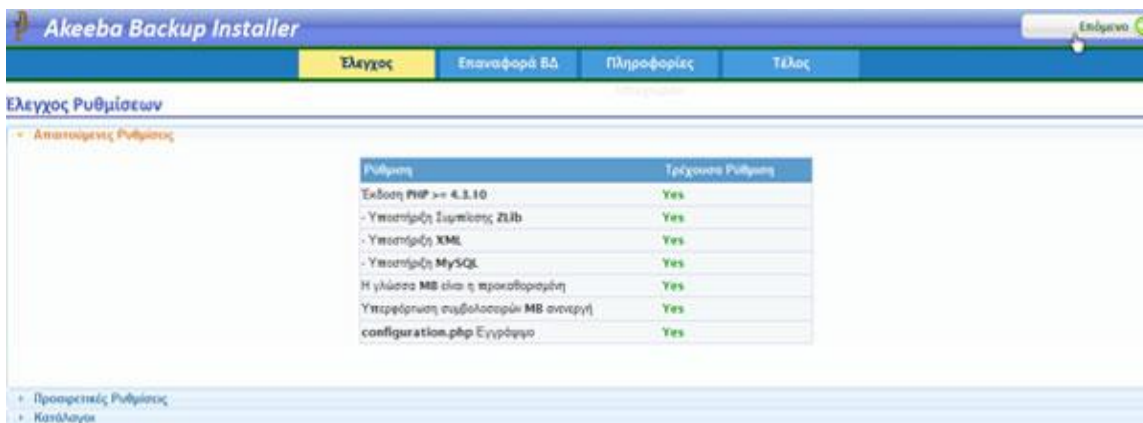 Akeeba Backup Installer
Επόμενο
Έλεγχος Επαναφορά ΒΔ Πληροφορίες Τέλος
Έλεγχος Ρυθμίσεων
Απαιτούμενες Ρυθμίσεις
Ρύθμιση Τρέχουσα Ρύθμιση
Έκδοση PHP >= 4.3.10 Yes
- Υποστήριξη Συμπίεσης ZLib Yes
- Υποστήριξη XML Yes
- Υποστήριξη MySQL Yes
Η γλώσσα MB είναι η προκαθορισμένη Yes
Υπερφόρτωση συμβολοσειρών MB ανενεργή Yes
configuration.php Εγγράψιμο Yes
Προαιρετικές Ρυθμίσεις
Κατάλογοι